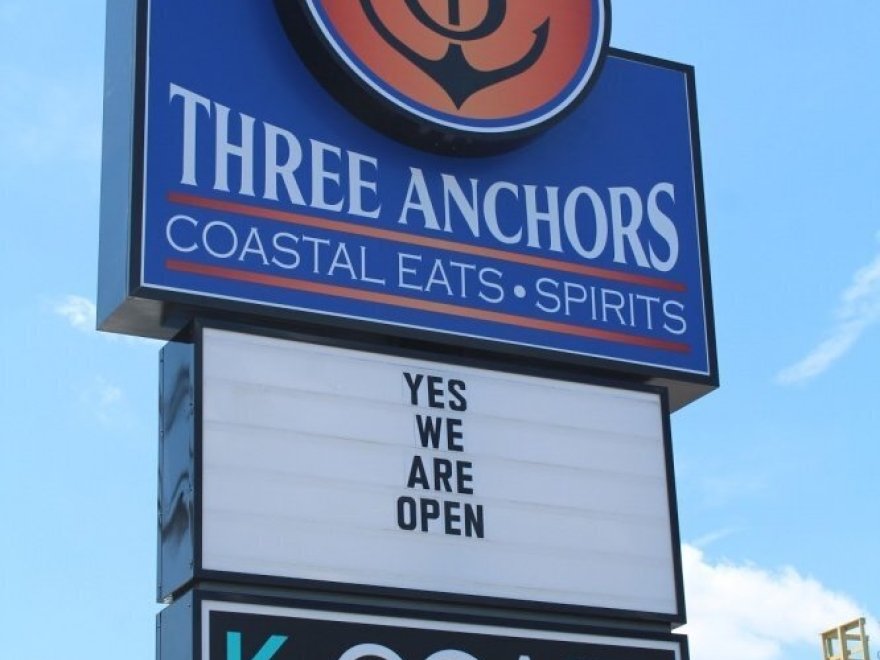 THREE ANCHORS
COASTAL EATS • SPIRITS
YES
WE
ARE
OPEN